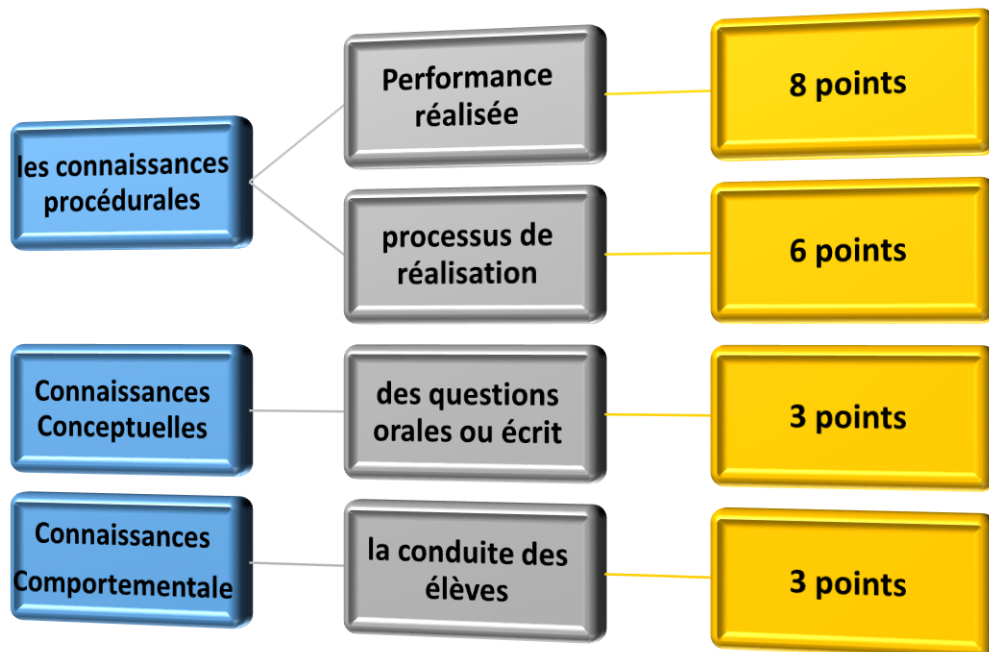 les connaissances
procédurales
Performance
réalisée
8 points
processus de
réalisation
6 points
Connaissances
Conceptuelles
des questions
orales ou écrit
3 points
Connaissances
Comportementale
la conduite des
élèves
3 points